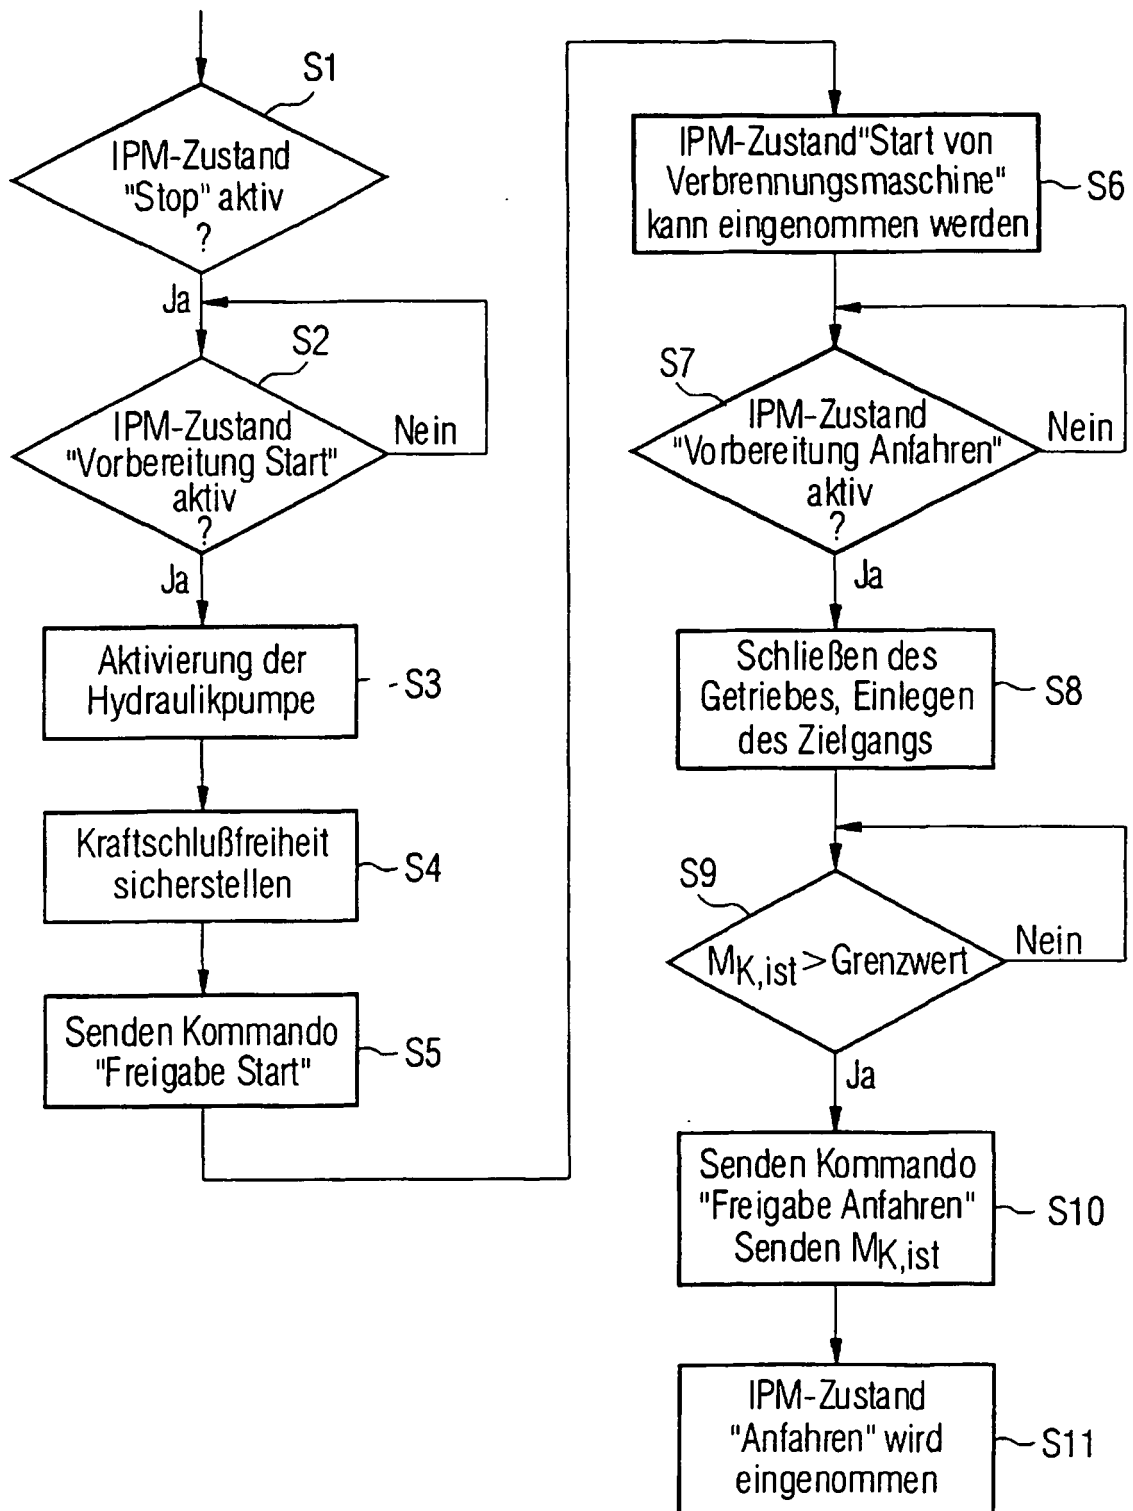 S1
IPM-Zustand
"Stop" aktiv
?
Ja
S2
IPM-Zustand
"Vorbereitung Start"
aktiv
?
Nein
Ja
Aktivierung der
Hydraulikpumpe
S3
Kraftschlußfreiheit
sicherstellen
S4
Senden Kommando
"Freigabe Start"
S5
IPM-Zustand"Start von
Verbrennungsmaschine"
kann eingenommen werden
S6
S7
IPM-Zustand
"Vorbereitung Anfahren"
aktiv
?
Nein
Ja
Schließen des
Getriebes, Einlegen
des Zielgangs
S8
S9
MK,ist>Grenzwert
Nein
Ja
Senden Kommando
"Freigabe Anfahren"
Senden MK,ist
S10
IPM-Zustand
"Anfahren" wird
eingenommen
S11